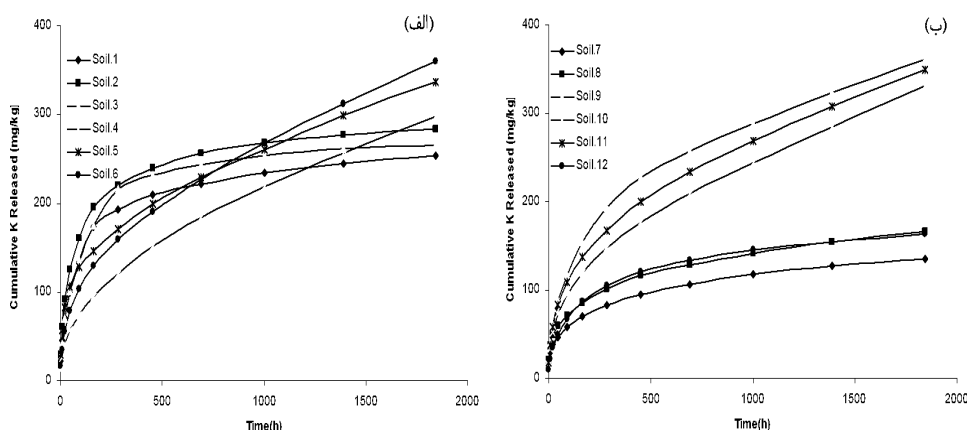 (الف)
Cumulative K Released (mg/kg)
400
300
200
100
0
Soil.1
Soil.2
Soil.3
Soil.4
Soil.5
Soil.6
0
500
1000
1500
2000
Time(h)
(ب)
Cumulative K Released (mg/kg)
400
300
200
100
0
Soil.7
Soil.8
Soil.9
Soil.10
Soil.11
Soil.12
0
500
1000
1500
2000
Time(h)